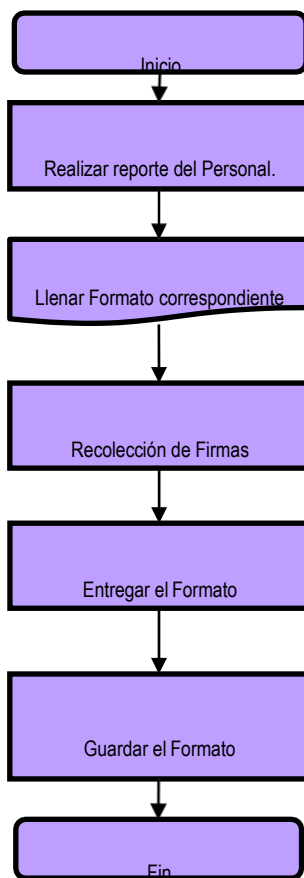 Inicio
Realizar reporte del Personal.
Llenar Formato correspondiente
Recolección de Firmas
Entregar el Formato
Guardar el Formato
Fin